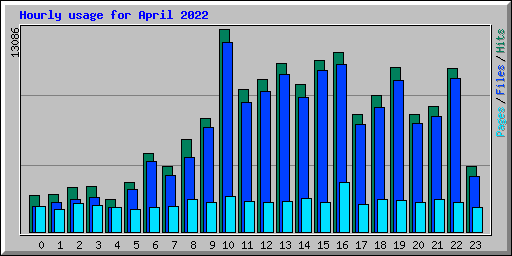 Hourly usage for April 2022
13086
Pages / Files / Hits
0 1 2 3 4 5 6 7 8 9 10 11 12 13 14 15 16 17 18 19 20 21 22 23